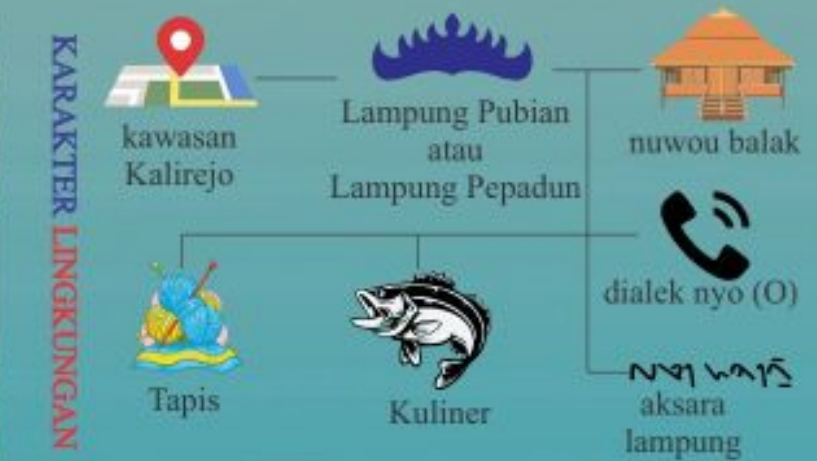 KARAKTER LINGKUNGAN
kawasan
Kalirejo
Lampung Pubian
atau
Lampung Pepadun
nuwou balak
dialek nyo (O)
Tapis
Kuliner
aksara
lampung